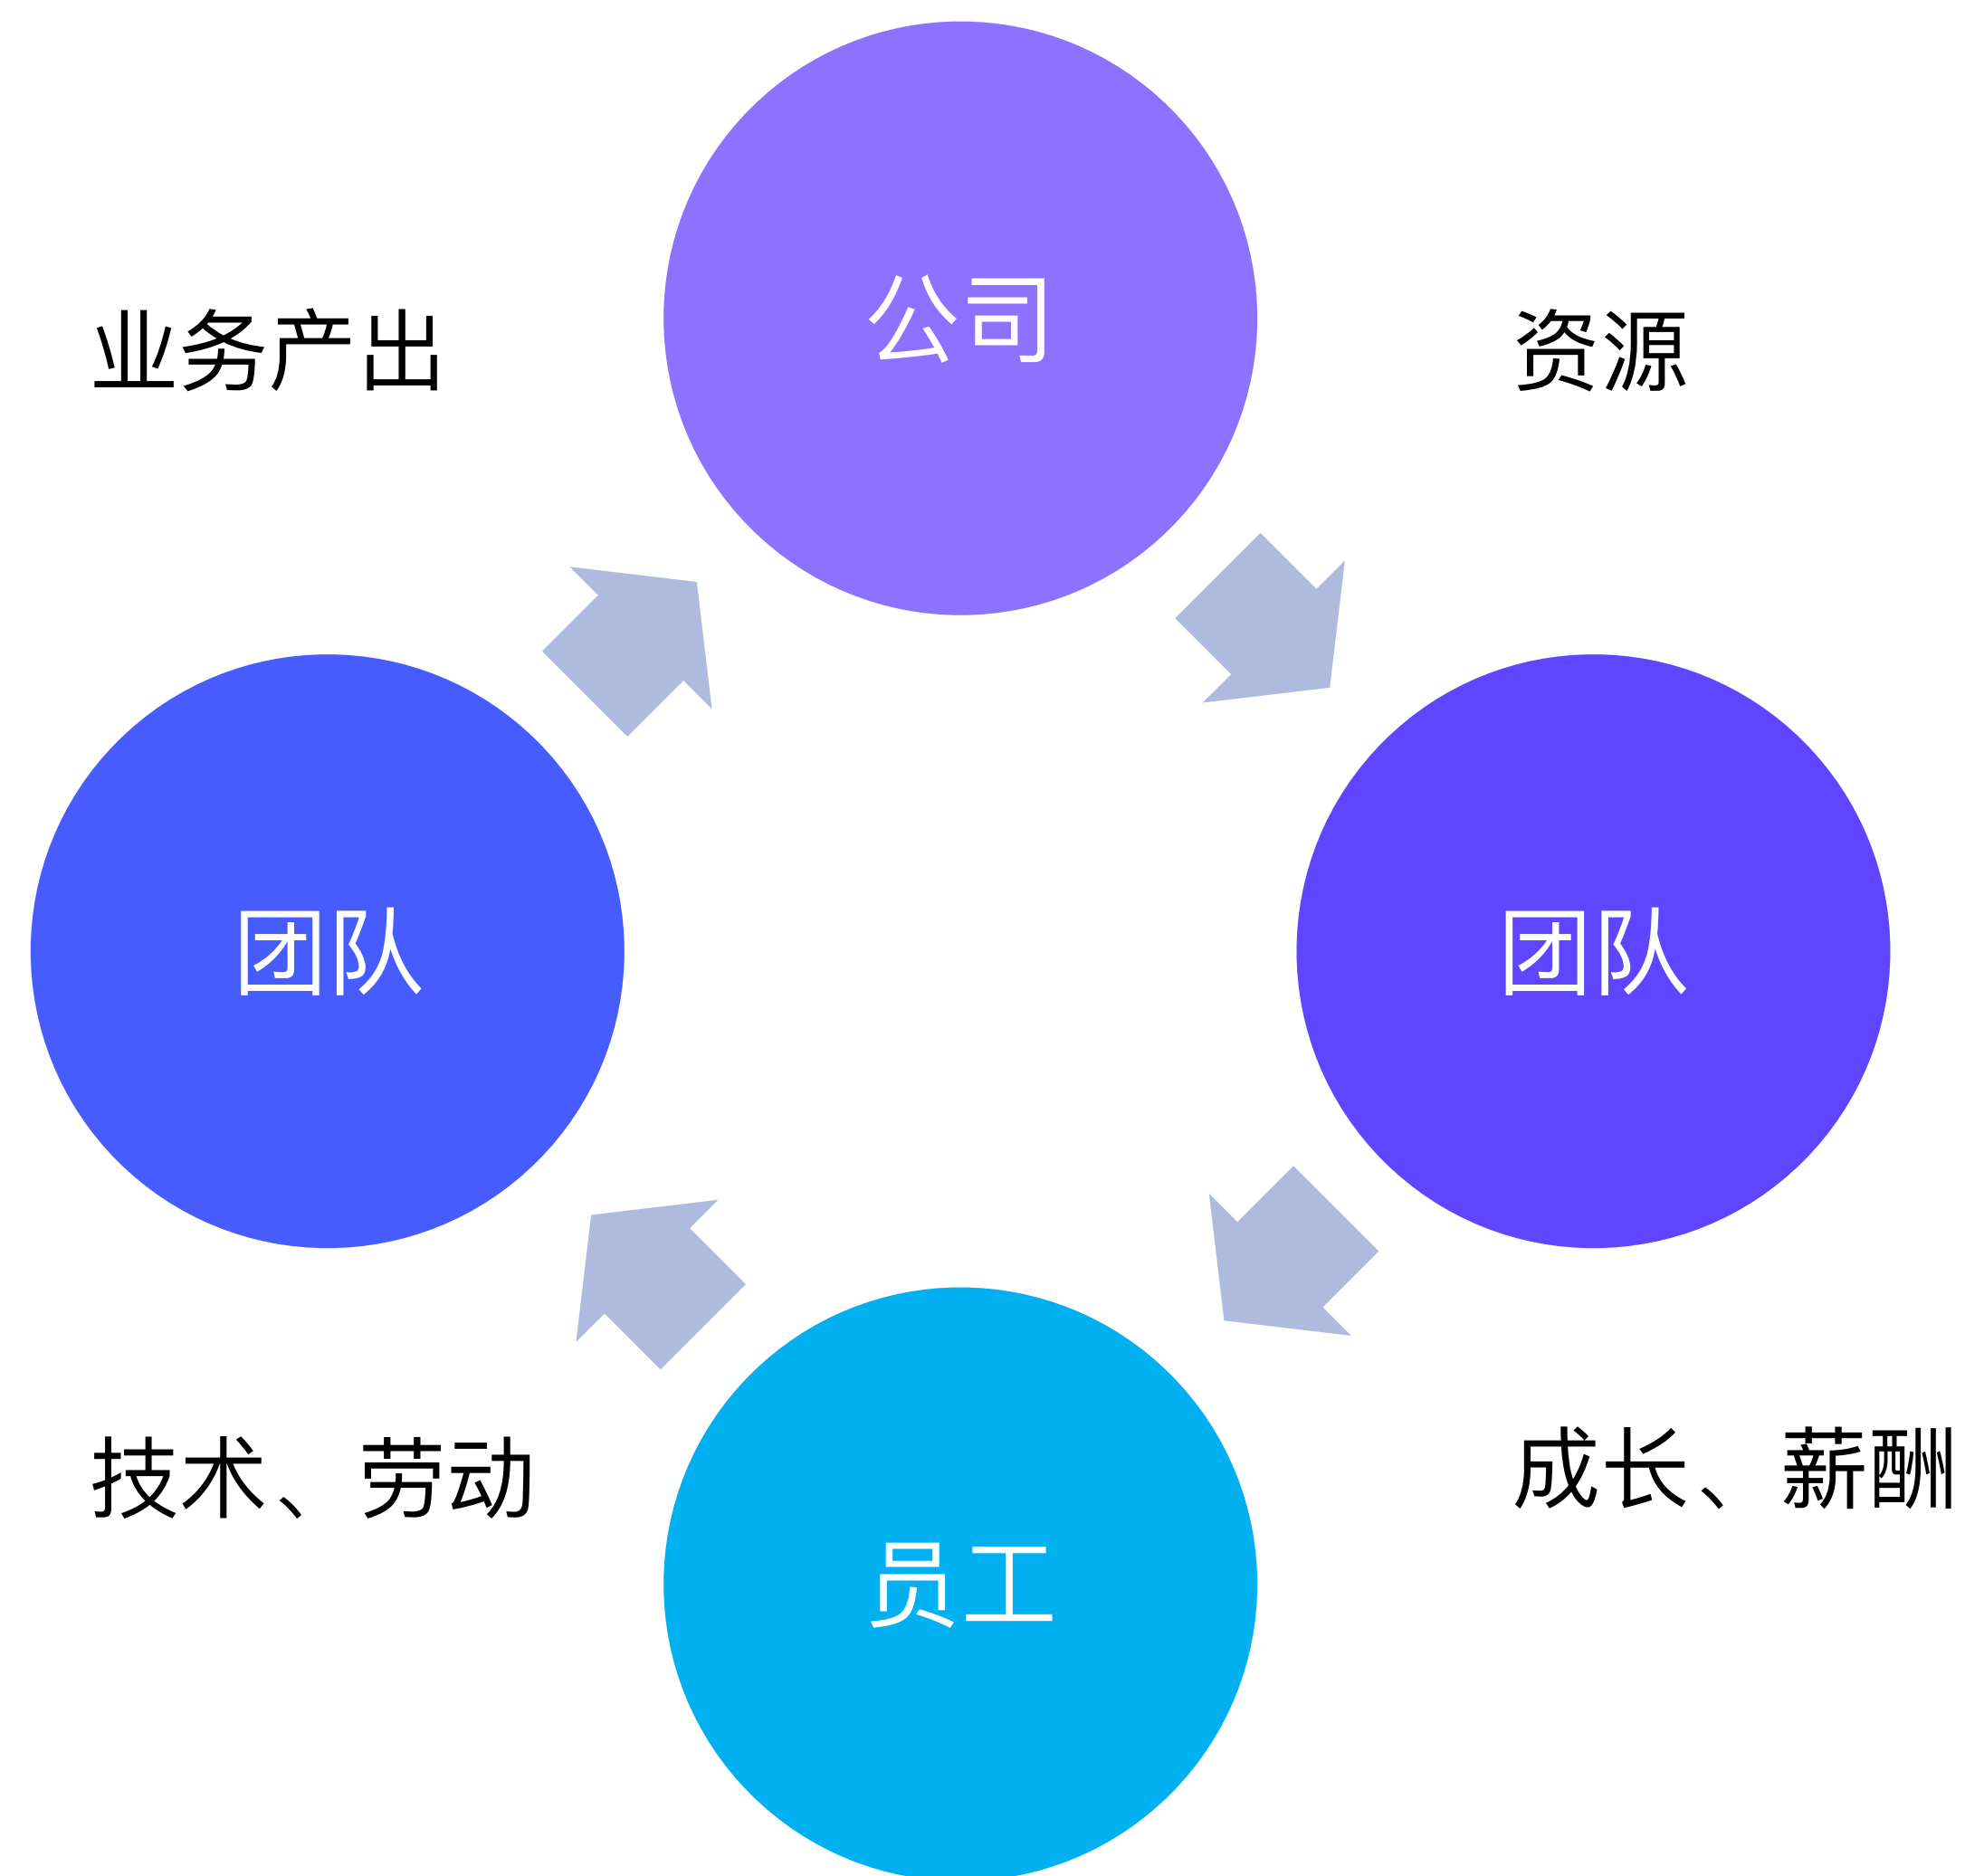 公司
业务产出
资源
团队
团队
技术、劳动
成长、薪酬
员工